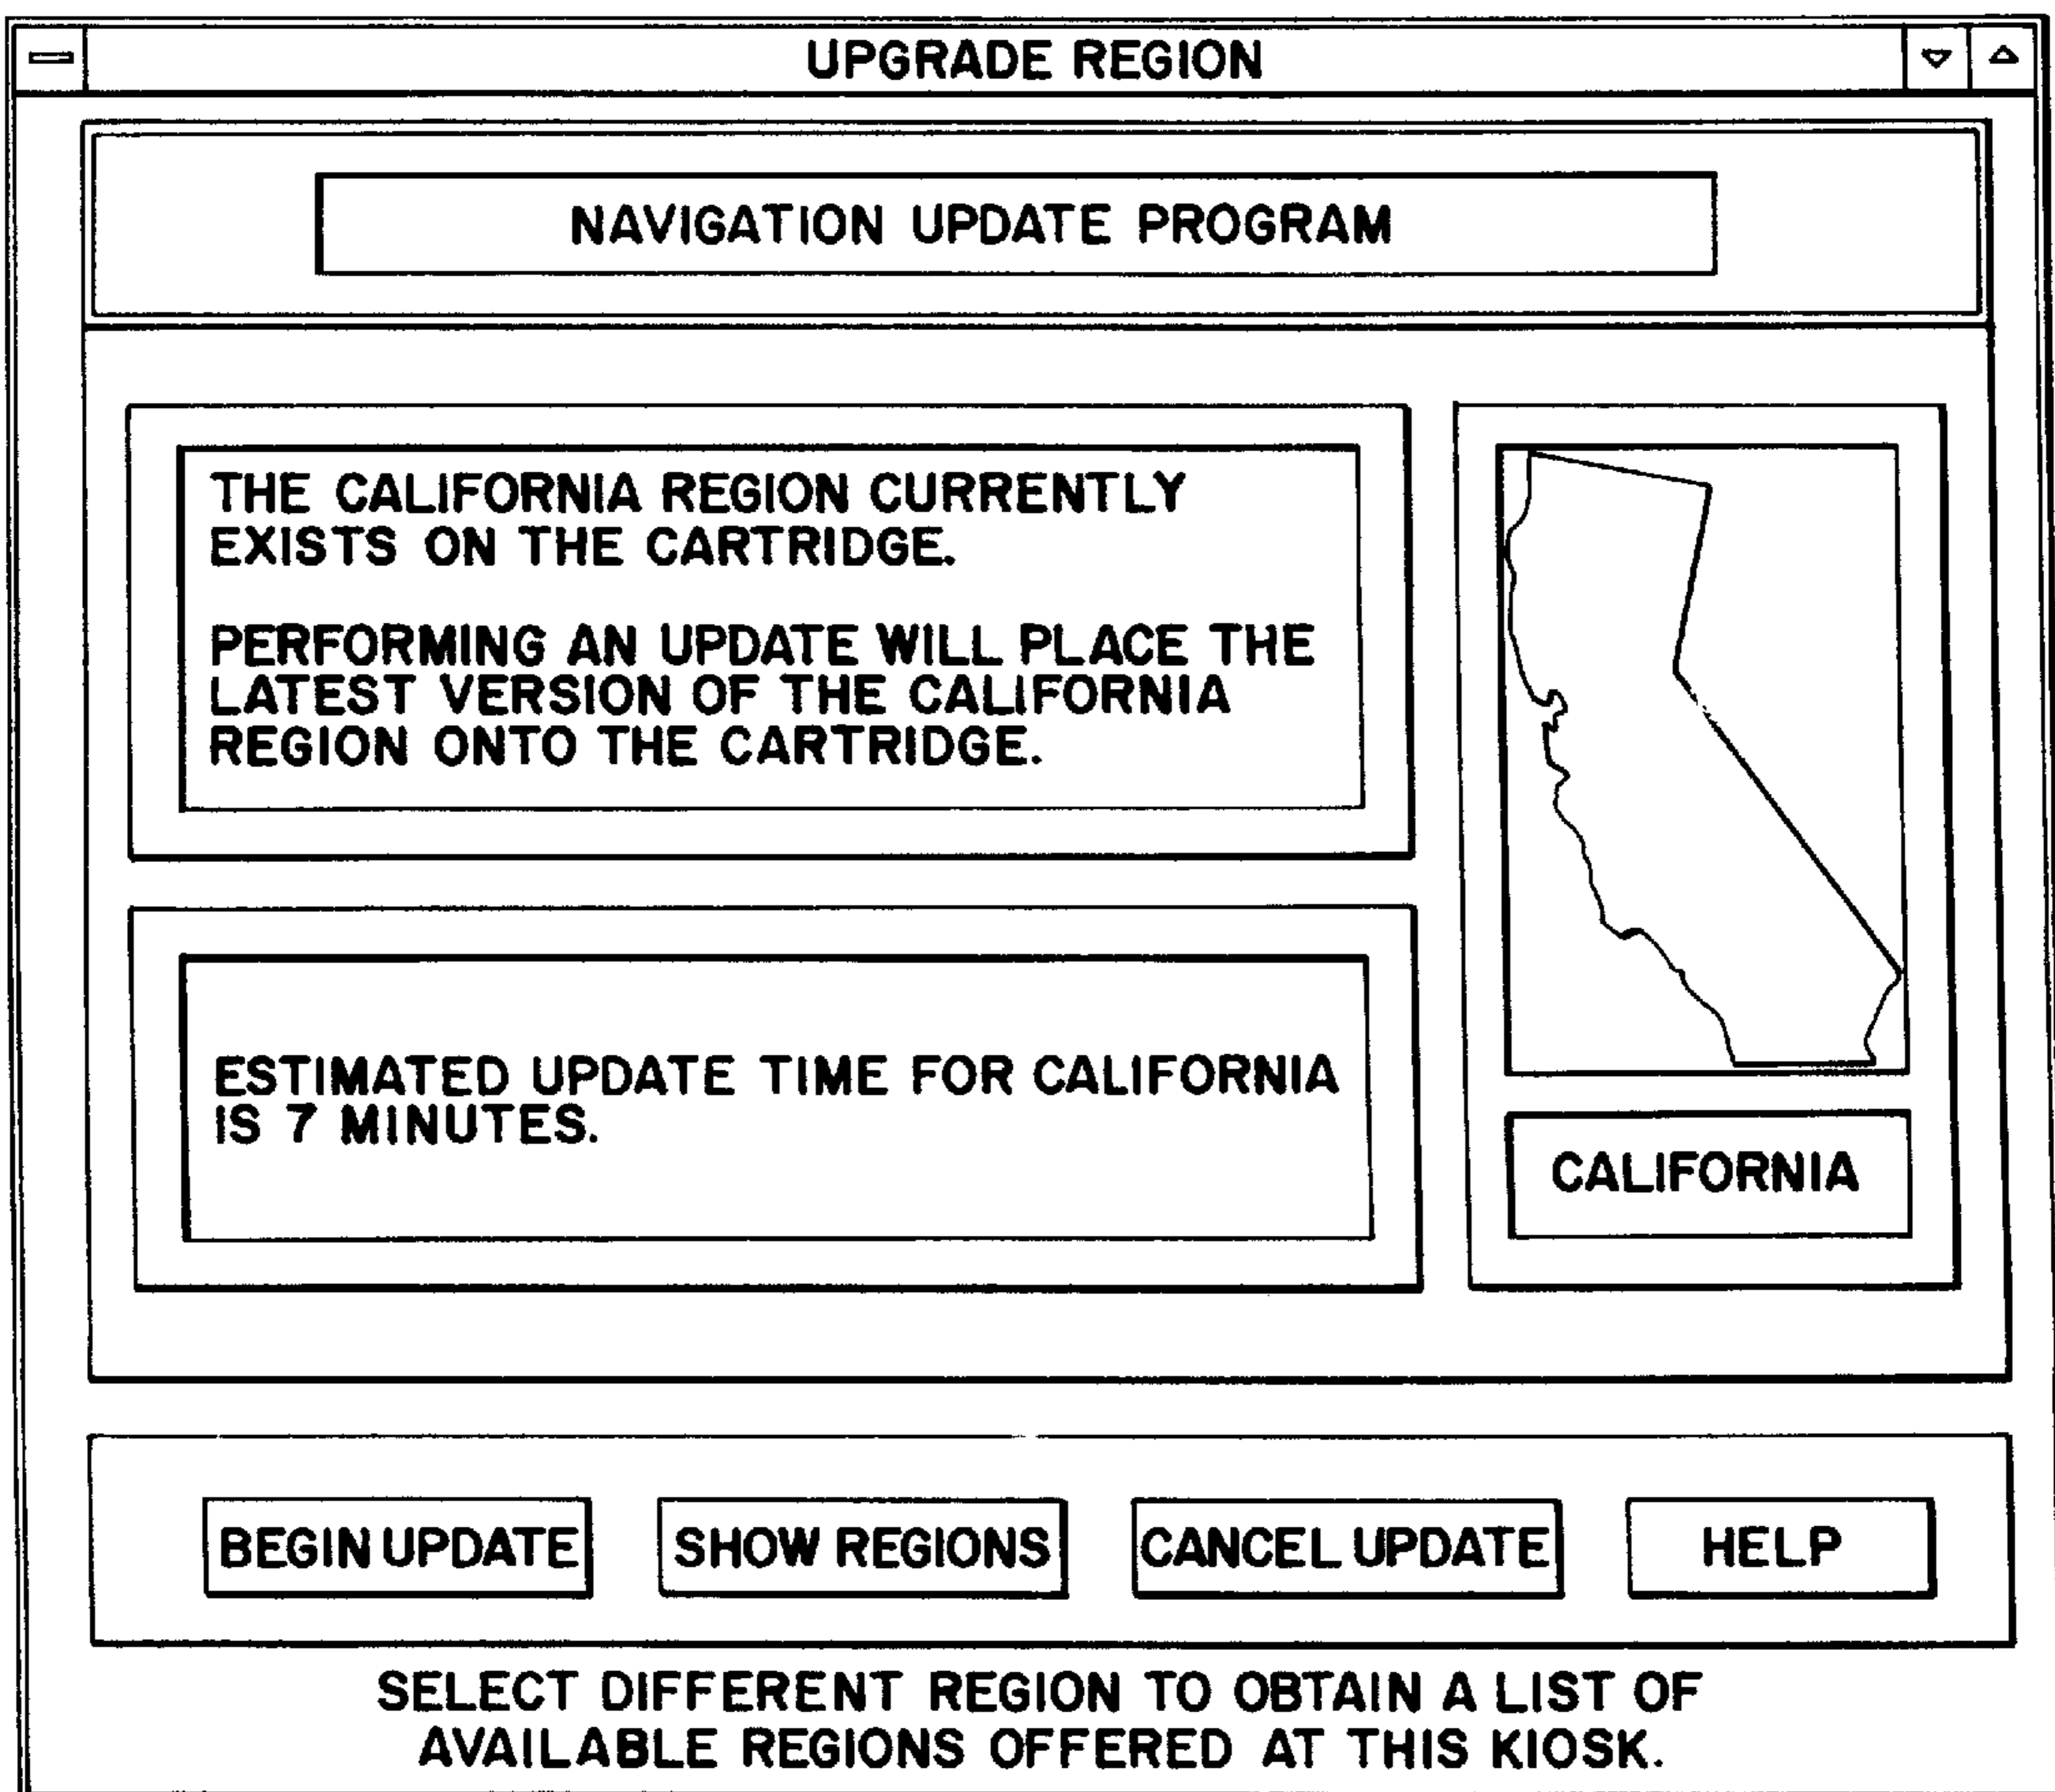 UPGRADE REGION
NAVIGATION UPDATE PROGRAM
THE CALIFORNIA REGION CURRENTLY
EXISTS ON THE CARTRIDGE.
PERFORMING AN UPDATE WILL PLACE THE
LATEST VERSION OF THE CALIFORNIA
REGION ONTO THE CARTRIDGE.
ESTIMATED UPDATE TIME FOR CALIFORNIA
IS 7 MINUTES.
CALIFORNIA
BEGIN UPDATE
SHOW REGIONS
CANCEL UPDATE
HELP
SELECT DIFFERENT REGION TO OBTAIN A LIST OF
AVAILABLE REGIONS OFFERED AT THIS KIOSK.